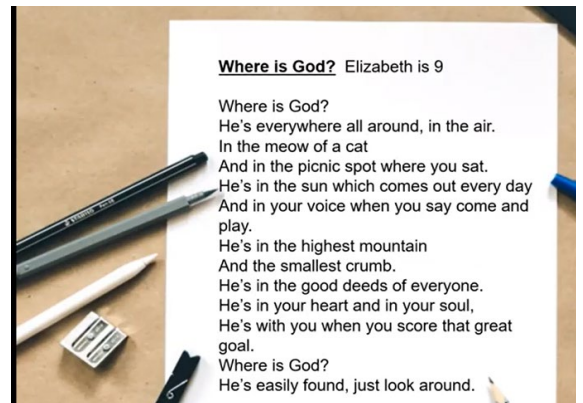 Where is God? Elizabeth is 9
Where is God?
He's everywhere all around, in the air.
In the meow of a cat
And in the picnic spot where you sat.
He's in the sun which comes out every day
And in your voice when you say come and
play.
He's in the highest mountain
And the smallest crumb.
He's in the good deeds of everyone.
He's in your heart and in your soul,
He's with you when you score that great
goal.
Where is God?
He's easily found, just look around.